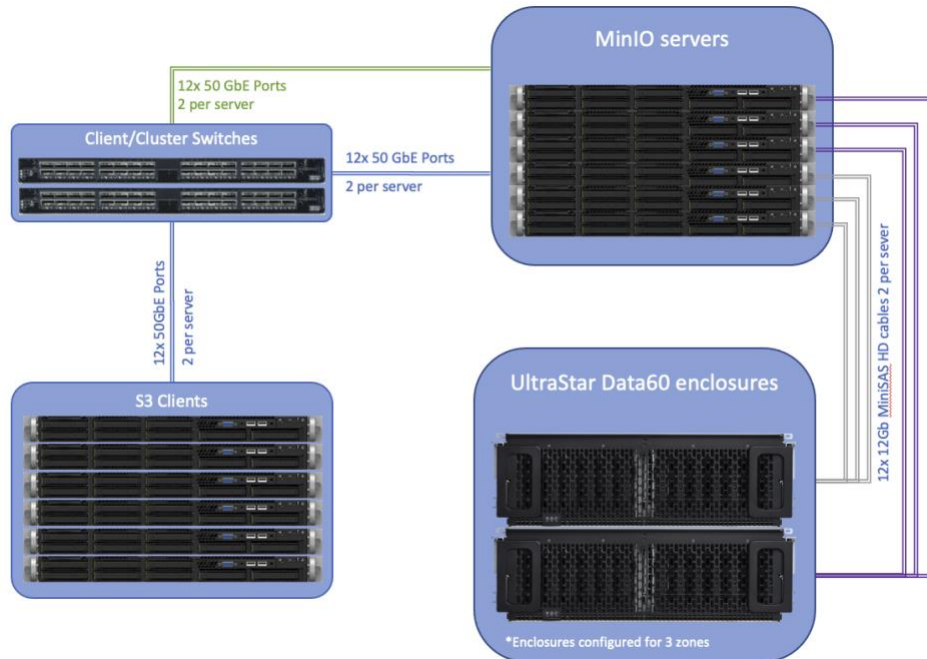 MinIO servers
12x 50 GbE Ports
2 per server
Client/Cluster Switches
12x 50 GbE Ports
2 per server
12x 50GbE Ports
2 per server
12x 12Gb MiniSAS HD cables 2 per sever
UltraStar Data60 enclosures
S3 Clients
*Enclosures configured for 3 zones